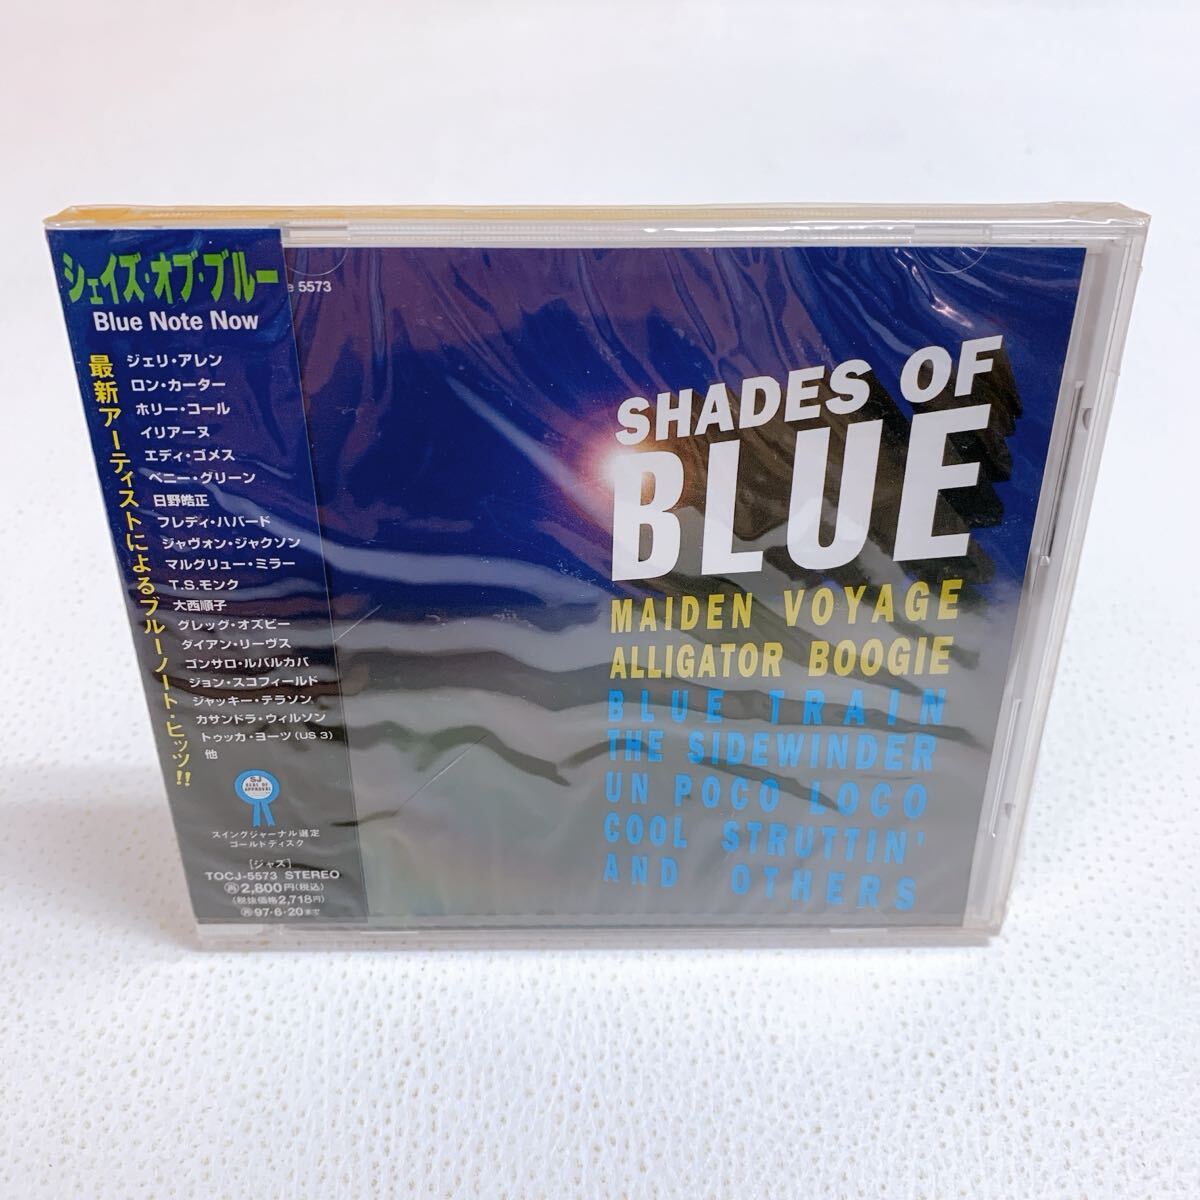 シェイズ・オブ・ブルー
Blue Note Now
最新アーティストによるブルーノート・ヒッツ!!
ジェリ・アレン
ロン・カーター
ホリー・コール
イリアーヌ
エディ・ゴメス
ベニー・グリーン
日野皓正
フレディ・ハバード
ジャヴォン・ジャクソン
マルグリュー・ミラー
T.S.モンク
大西順子
グレッグ・オズビー
ダイアン・リーヴス
ゴンサロ・ルバルカバ
ジョン・スコフィールド
ジャッキー・テラソン
カサンドラ・ウィルソン
トゥッカ・ヨーツ(US 3)
他
SJ
SEAL OF
APPROVAL
スイングジャーナル選定
ゴールドディスク
[ジャズ]
TOCJ-5573 STEREO
再2,800円(税込)
(税抜価格2,718円)
再97・6・20まで
5573
SHADES OF
BLUE
MAIDEN VOYAGE
ALLIGATOR BOOGIE
BLUE TRAIN
THE SIDEWINDER
UN POCO LOCO
COOL STRUTTIN'
AND OTHERS